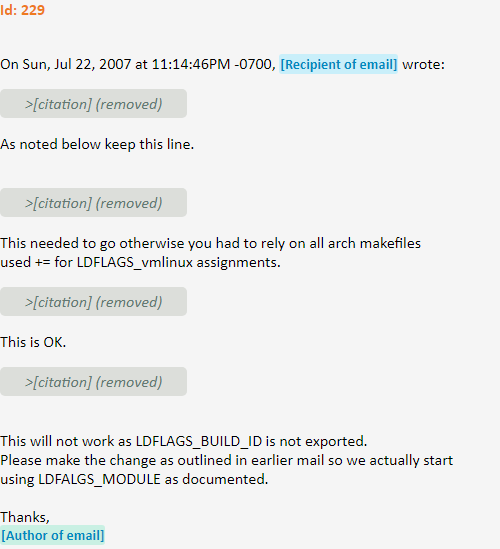 Id: 229
On Sun, Jul 22, 2007 at 11:14:46PM -0700, [Recipient of email] wrote:
>[citation] (removed)
As noted below keep this line.
>[citation] (removed)
This needed to go otherwise you had to rely on all arch makefiles
used += for LDFLAGS_vmlinux assignments.
>[citation] (removed)
This is OK.
>[citation] (removed)
This will not work as LDFLAGS_BUILD_ID is not exported.
Please make the change as outlined in earlier mail so we actually start
using LDFALGS_MODULE as documented.
Thanks,
[Author of email]